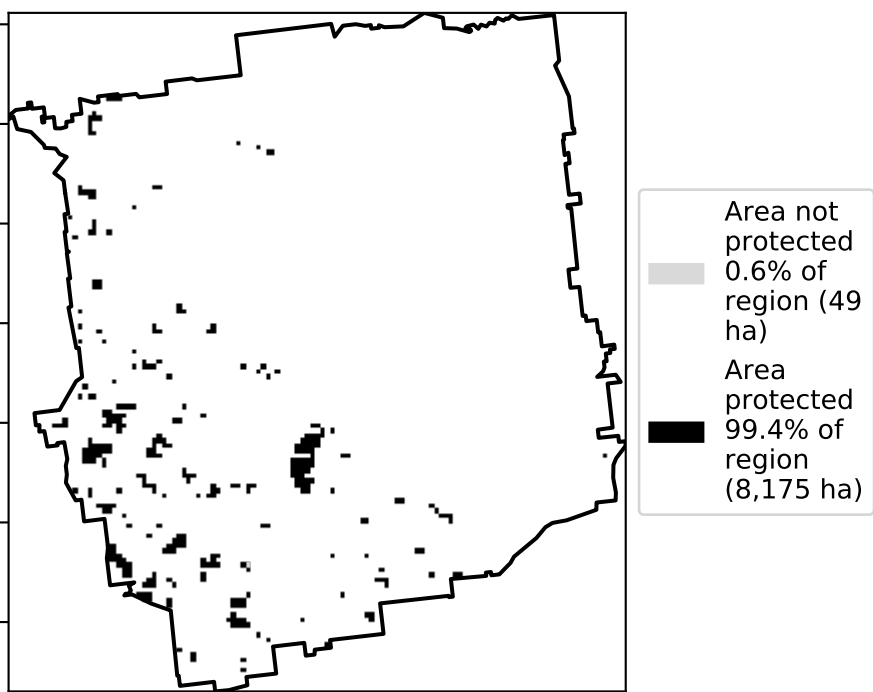 Area not
protected
0.6% of
region (49
ha)
Area
protected
99.4% of
region
(8,175 ha)